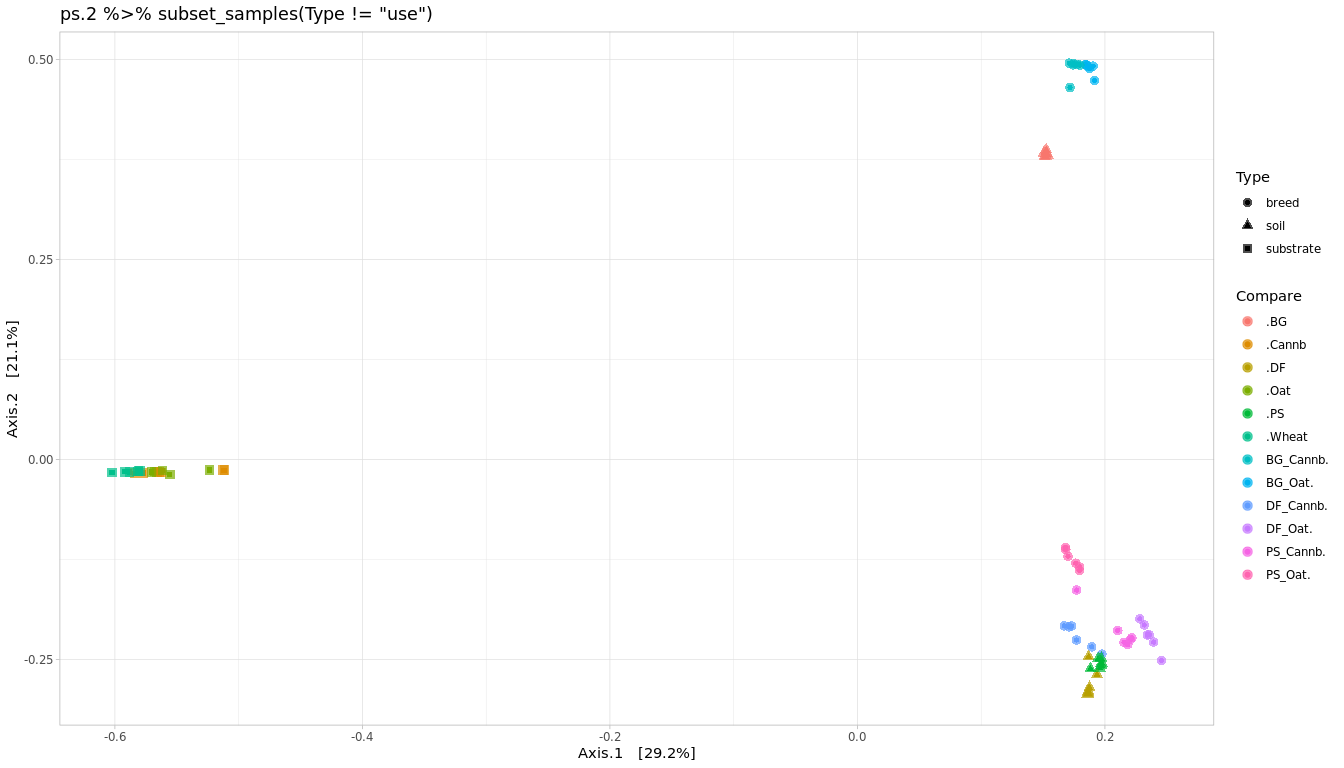 ps.2 %>% subset_samples(Type != "use")
0.50
0.25
0.00
-0.25
Axis.2 [21.1%]
-0.6
-0.4
-0.2
0.0
0.2
Axis.1 [29.2%]
Type
breed
soil
substrate
Compare
.BG
.Cannb
.DF
.Oat
.PS
.Wheat
BG_Cannb.
BG_Oat.
DF_Cannb.
DF_Oat.
PS_Cannb.
PS_Oat.